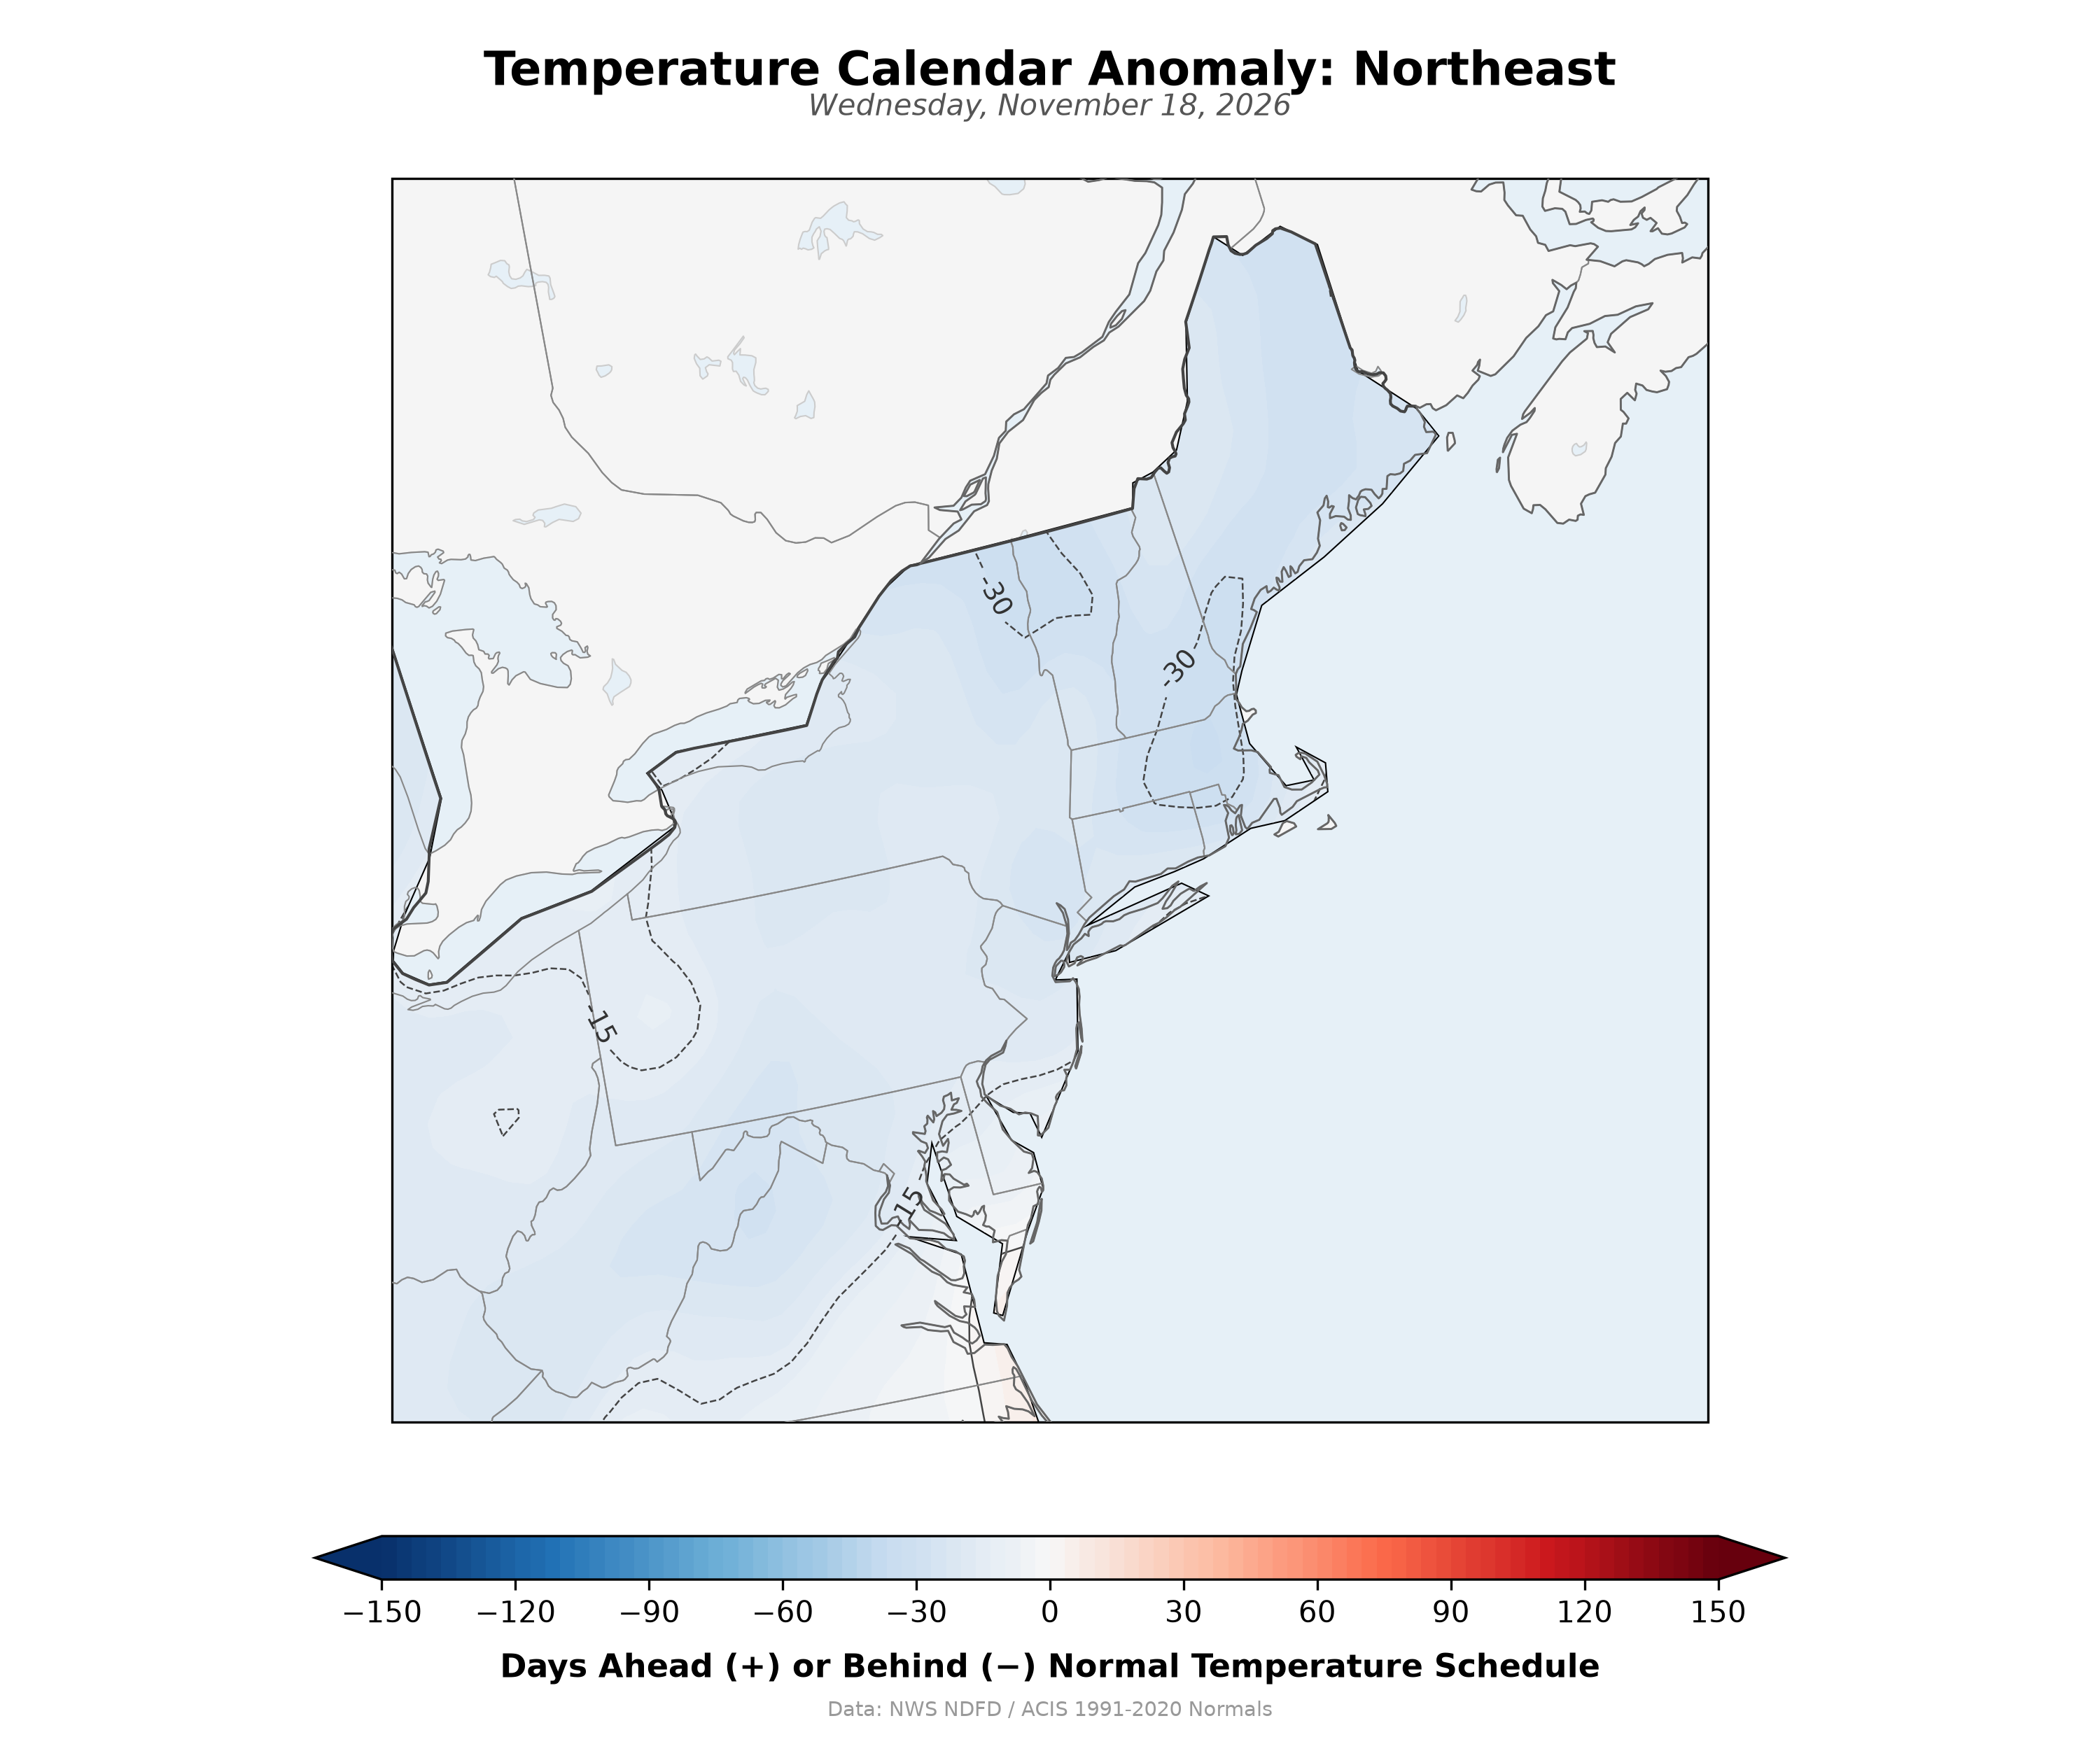 Temperature Calendar Anomaly: Northeast
Wednesday, November 18, 2026
-30
-30
-15
-15
−150 −120 −90 −60 −30 0 30 60 90 120 150
Days Ahead (+) or Behind (−) Normal Temperature Schedule
Data: NWS NDFD / ACIS 1991-2020 Normals